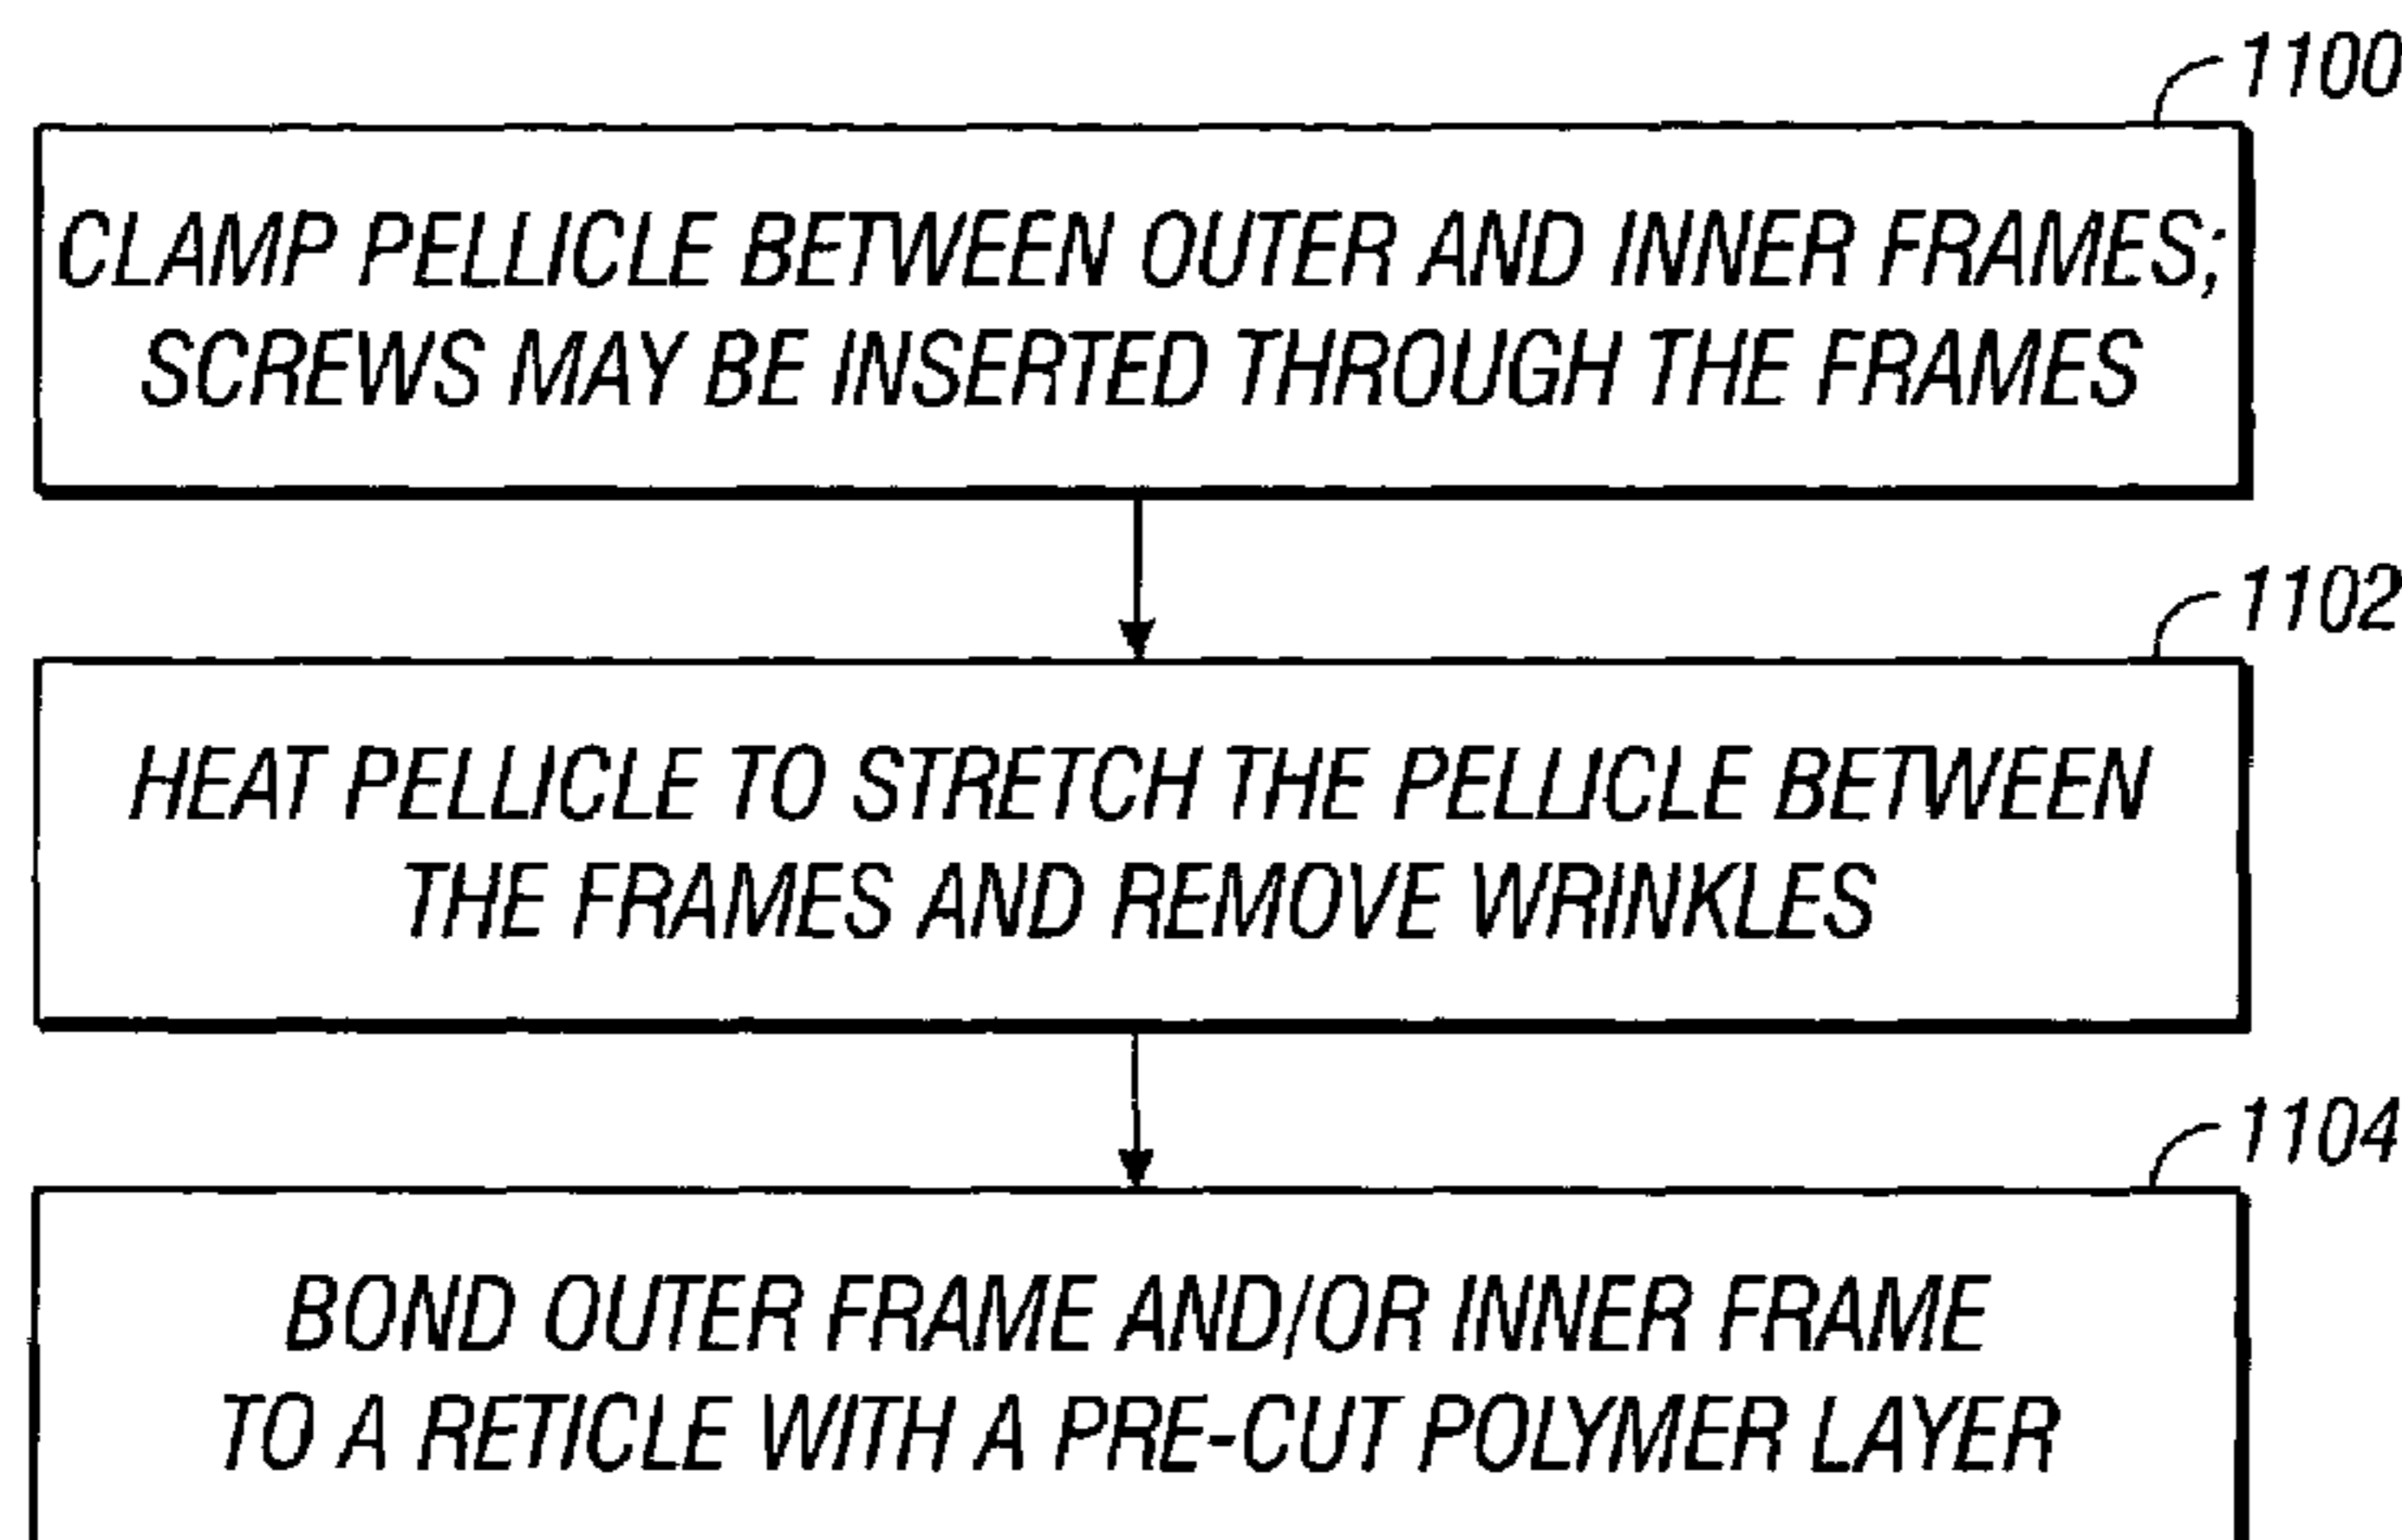 1100
CLAMP PELLICLE BETWEEN OUTER AND INNER FRAMES;
SCREWS MAY BE INSERTED THROUGH THE FRAMES
1102
HEAT PELLICLE TO STRETCH THE PELLICLE BETWEEN
THE FRAMES AND REMOVE WRINKLES
1104
BOND OUTER FRAME AND/OR INNER FRAME
TO A RETICLE WITH A PRE-CUT POLYMER LAYER